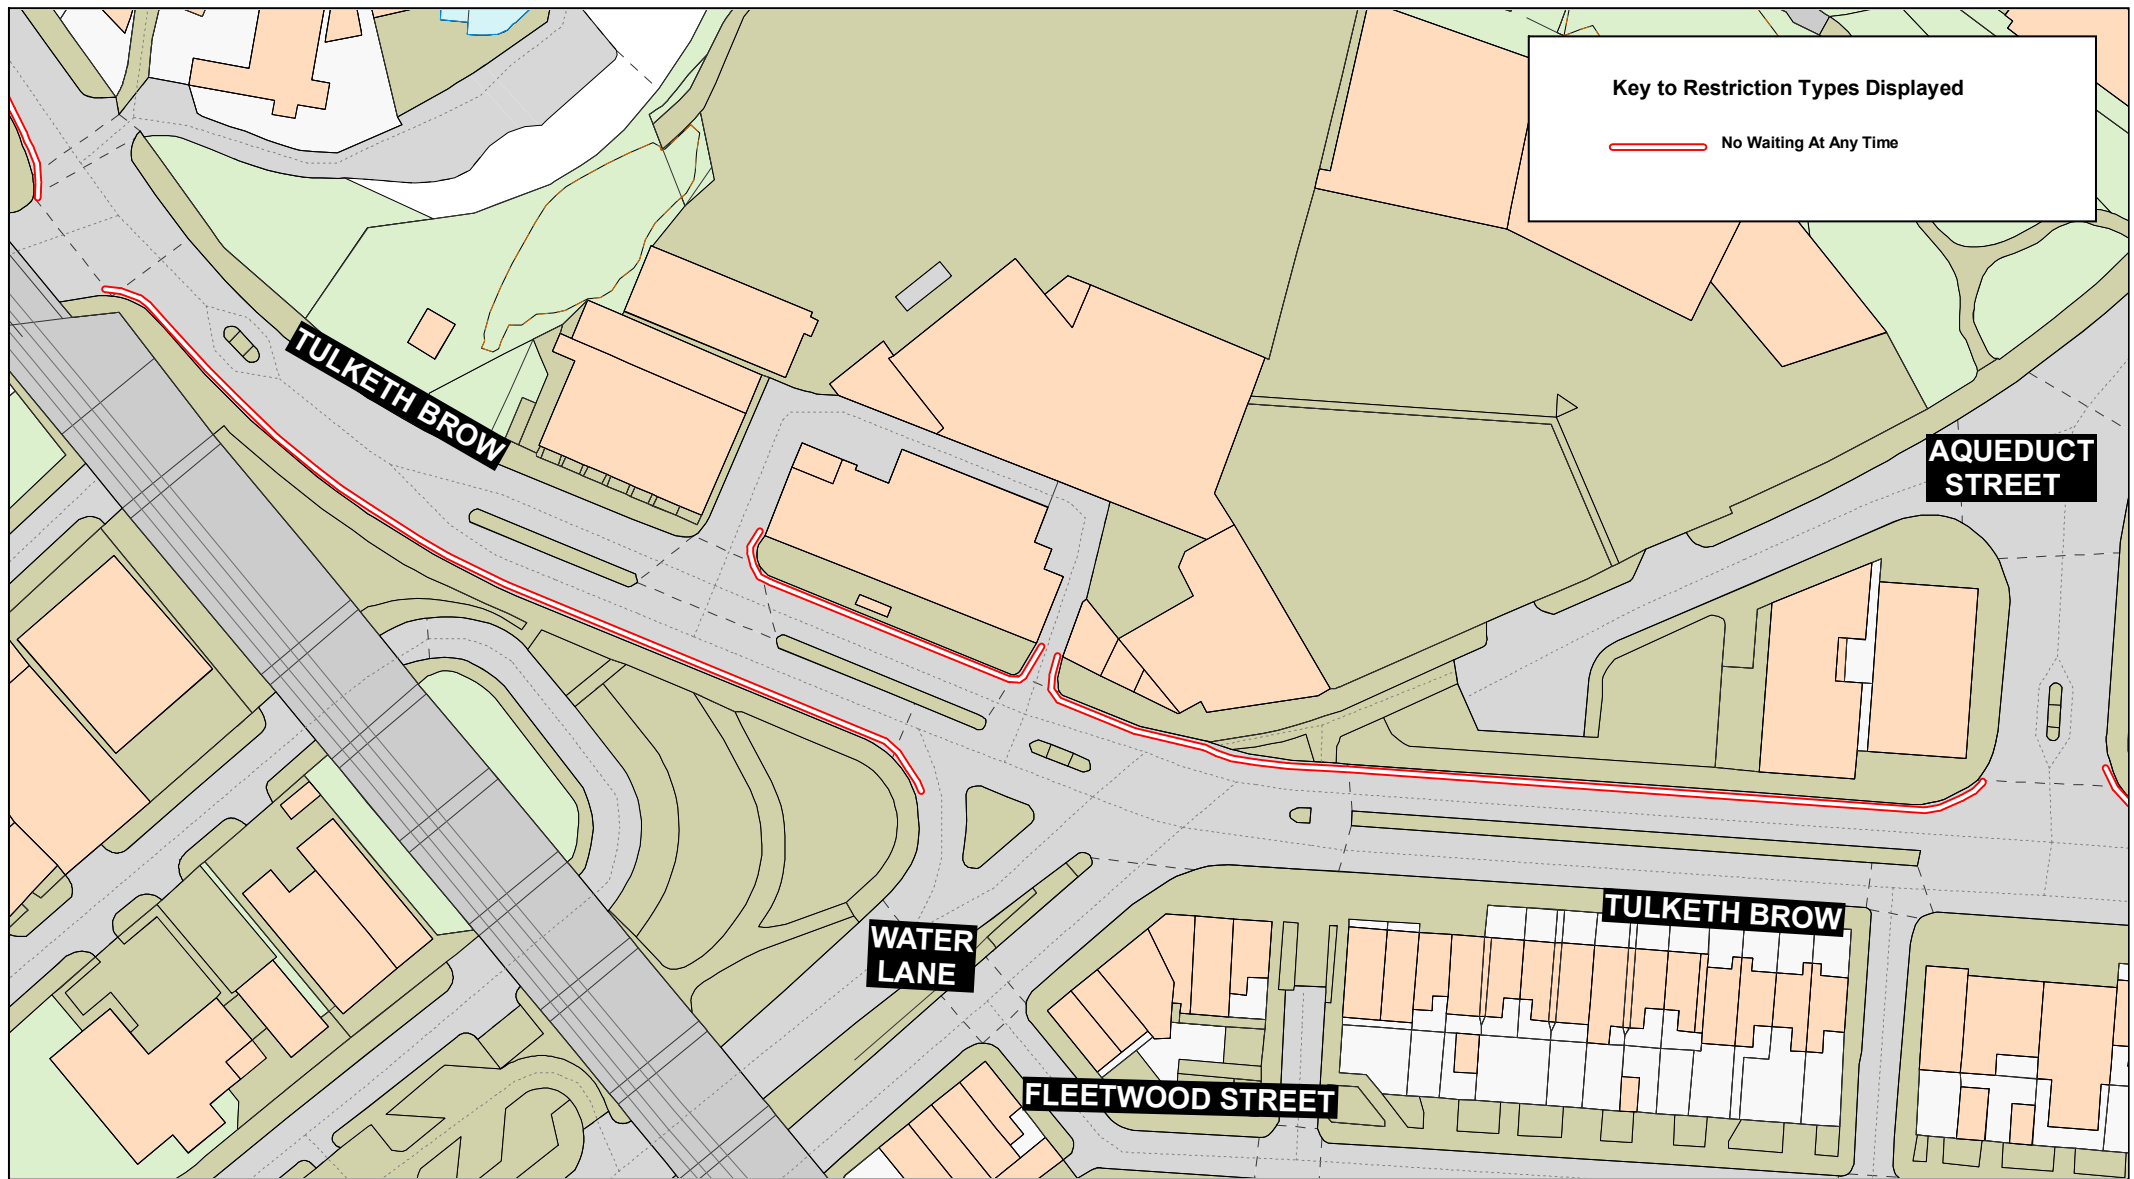 Key to Restriction Types Displayed
No Waiting At Any Time
TULKETH BROW
AQUEDUCT
STREET
TULKETH BROW
WATER
LANE
FLEETWOOD STREET